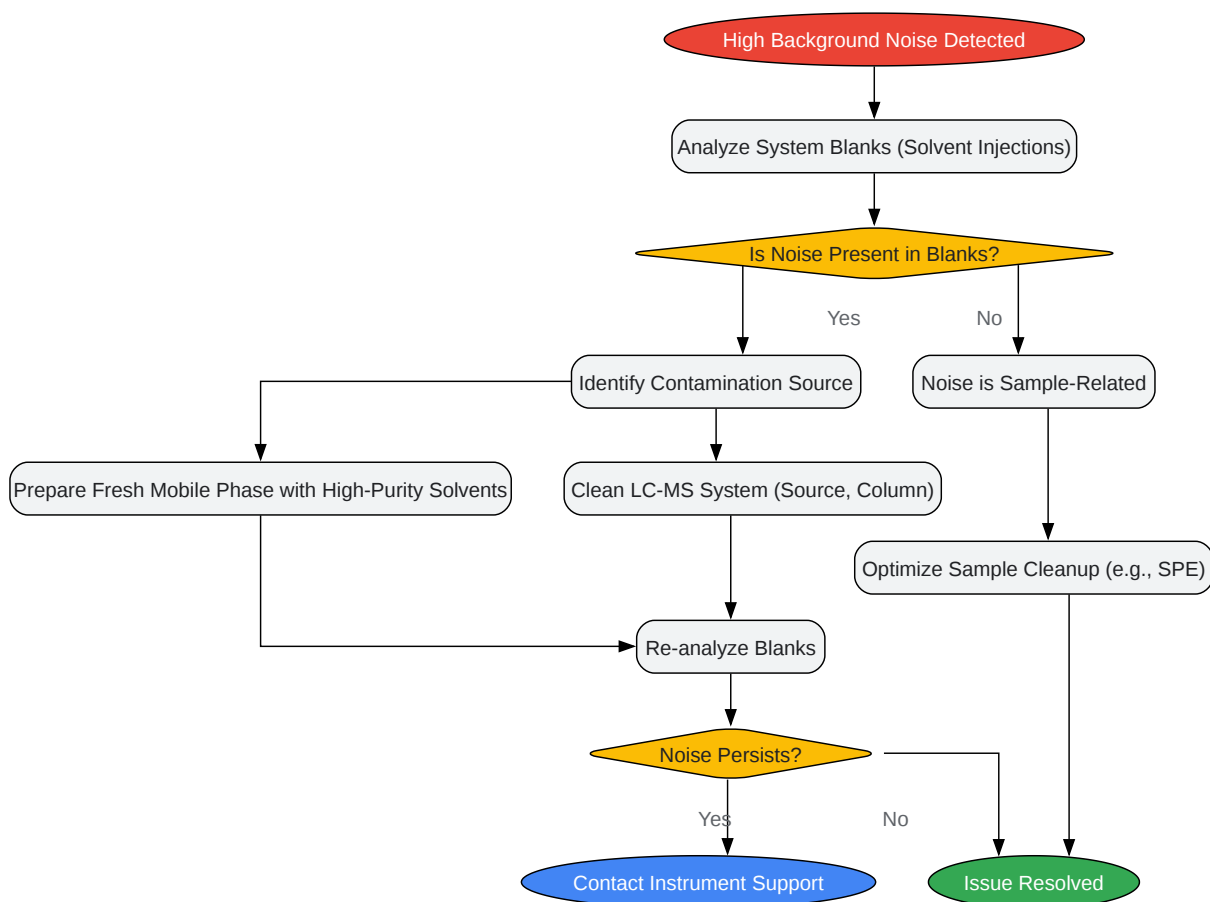 High Background Noise Detected
Analyze System Blanks (Solvent Injections)
Is Noise Present in Blanks?
Yes
No
Identify Contamination Source
Noise is Sample-Related
Prepare Fresh Mobile Phase with High-Purity Solvents
Clean LC-MS System (Source, Column)
Optimize Sample Cleanup (e.g., SPE)
Re-analyze Blanks
Noise Persists?
Yes
No
Contact Instrument Support
Issue Resolved